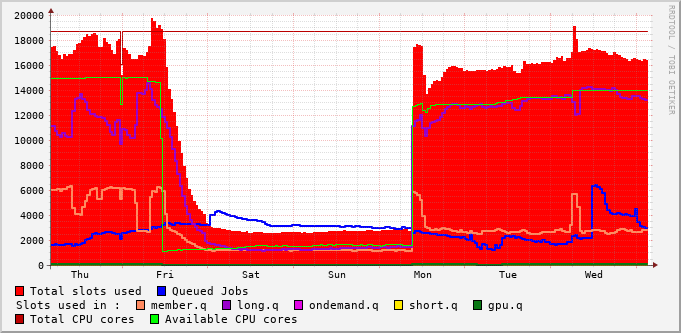 RRDTOOL / TOBI OETIKER
20000
18000
16000
14000
12000
10000
8000
6000
4000
2000
0
Thu Fri Sat Sun Mon Tue Wed
Total slots used Queued Jobs
Slots used in : member.q long.q ondemand.q short.q gpu.q
Total CPU cores Available CPU cores